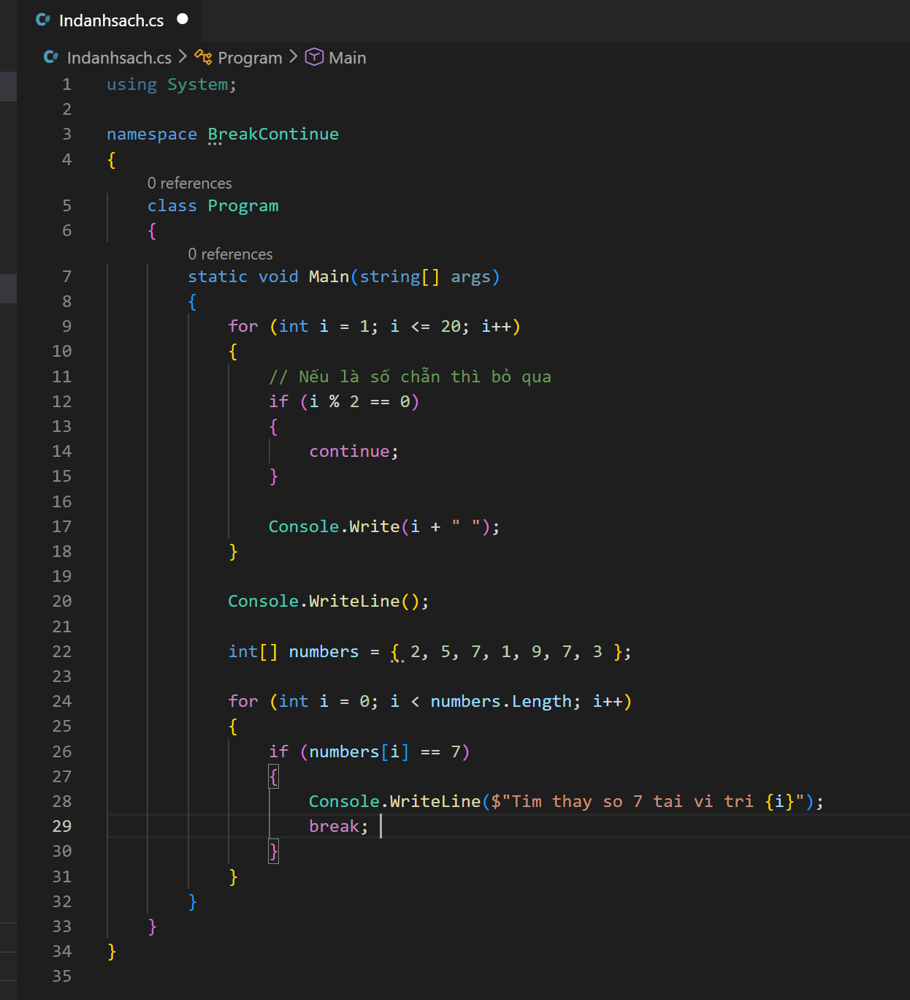 C# Indanhsach.cs
C# Indanhsach.cs > Program > Main
1 using System;
2
3 namespace BreakContinue
4 {
0 references
5 class Program
6 {
0 references
7 static void Main(string[] args)
8 {
9 for (int i = 1; i <= 20; i++)
10 {
11 // Nếu là số chẵn thì bỏ qua
12 if (i % 2 == 0)
13 {
14 continue;
15 }
16
17 Console.Write(i + " ");
18 }
19
20 Console.WriteLine();
21
22 int[] numbers = { 2, 5, 7, 1, 9, 7, 3 };
23
24 for (int i = 0; i < numbers.Length; i++)
25 {
26 if (numbers[i] == 7)
27 {
28 Console.WriteLine($"Tim thay so 7 tai vi tri {i}");
29 break;
30 }
31 }
32 }
33 }
34 }
35